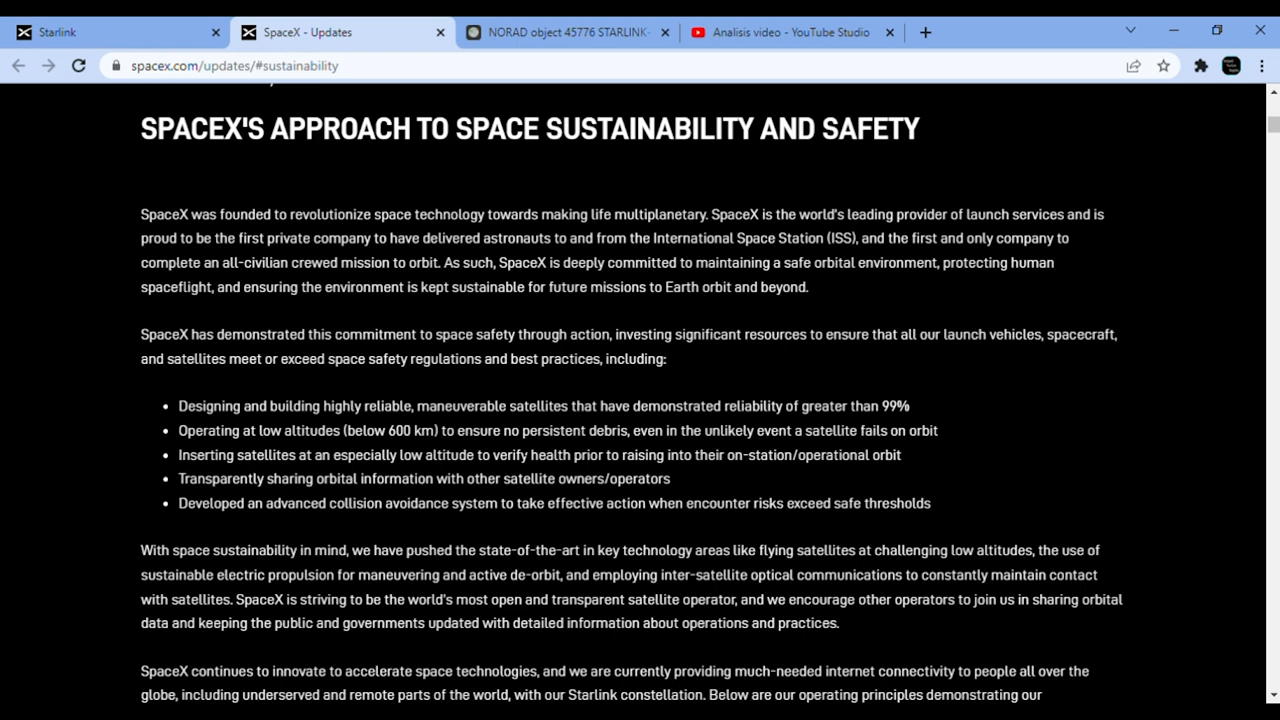 Starlink
SpaceX - Updates
NORAD object 45776 STARLINK-
Analisis video - YouTube Studio
spacex.com/updates/#sustainability
SPACEX'S APPROACH TO SPACE SUSTAINABILITY AND SAFETY
SpaceX was founded to revolutionize space technology towards making life multiplanetary. SpaceX is the world's leading provider of launch services and is
proud to be the first private company to have delivered astronauts to and from the International Space Station (ISS), and the first and only company to
complete an all-civilian crewed mission to orbit. As such, SpaceX is deeply committed to maintaining a safe orbital environment, protecting human
spaceflight, and ensuring the environment is kept sustainable for future missions to Earth orbit and beyond.
SpaceX has demonstrated this commitment to space safety through action, investing significant resources to ensure that all our launch vehicles, spacecraft,
and satellites meet or exceed space safety regulations and best practices, including:
• Designing and building highly reliable, maneuverable satellites that have demonstrated reliability of greater than 99%
• Operating at low altitudes (below 600 km) to ensure no persistent debris, even in the unlikely event a satellite fails on orbit
• Inserting satellites at an especially low altitude to verify health prior to raising into their on-station/operational orbit
• Transparently sharing orbital information with other satellite owners/operators
• Developed an advanced collision avoidance system to take effective action when encounter risks exceed safe thresholds
With space sustainability in mind, we have pushed the state-of-the-art in key technology areas like flying satellites at challenging low altitudes, the use of
sustainable electric propulsion for maneuvering and active de-orbit, and employing inter-satellite optical communications to constantly maintain contact
with satellites. SpaceX is striving to be the world's most open and transparent satellite operator, and we encourage other operators to join us in sharing orbital
data and keeping the public and governments updated with detailed information about operations and practices.
SpaceX continues to innovate to accelerate space technologies, and we are currently providing much-needed internet connectivity to people all over the
globe, including underserved and remote parts of the world, with our Starlink constellation. Below are our operating principles demonstrating our